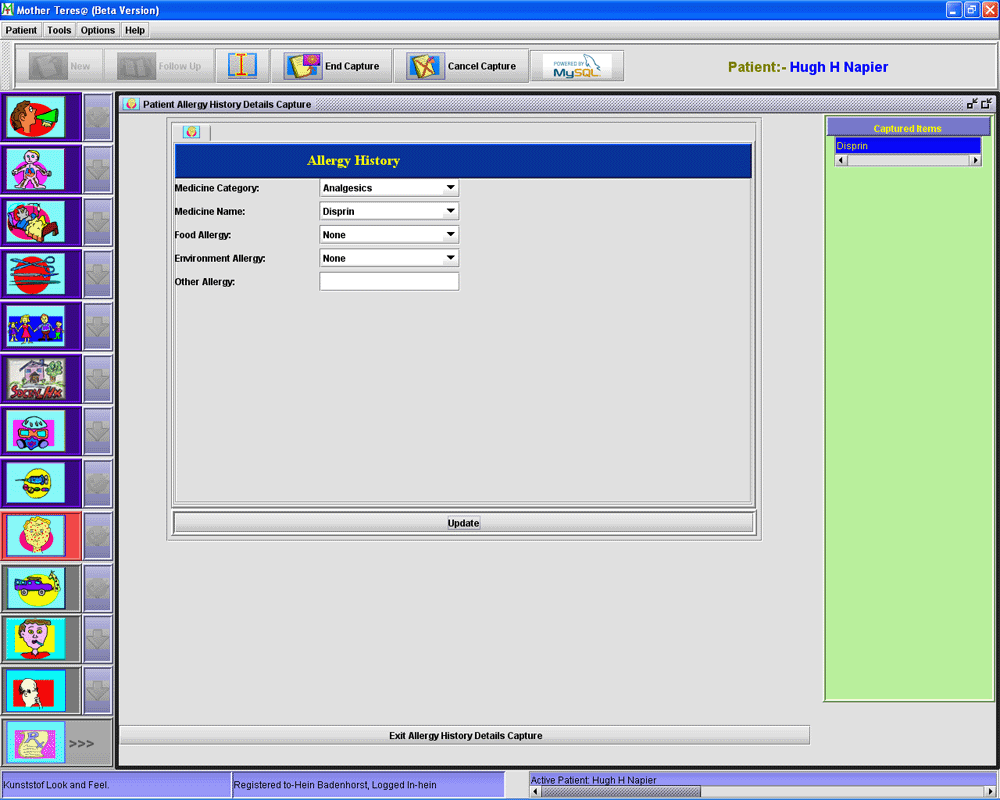 Mother Teres@ (Beta Version)
Patient Tools Options Help
New Follow Up End Capture Cancel Capture POWERED BY MySQL Patient:- Hugh H Napier
Patient Allergy History Details Capture
Captured Items
Disprin
Allergy History
Medicine Category: Analgesics
Medicine Name: Disprin
Food Allergy: None
Environment Allergy: None
Other Allergy:
Update
>>>
Exit Allergy History Details Capture
Kunststof Look and Feel. Registered to-Hein Badenhorst, Logged In-hein Active Patient: Hugh H Napier